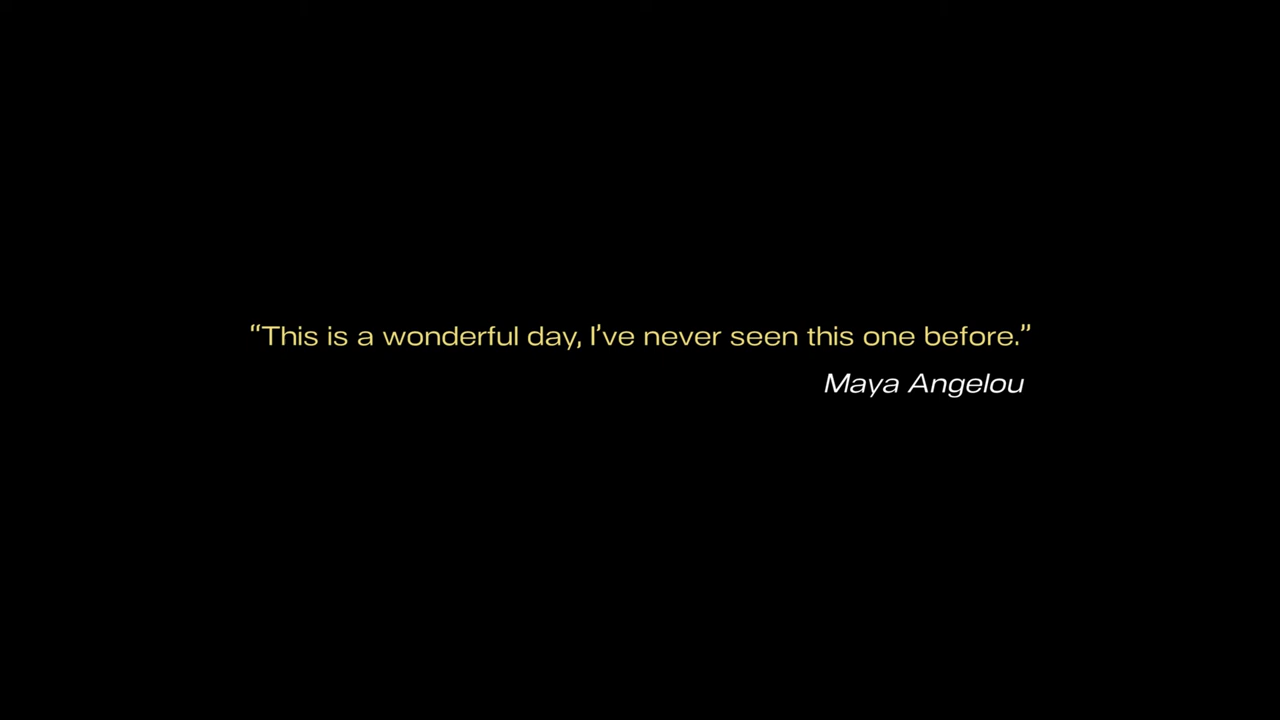 “This is a wonderful day, I’ve never seen this one before.”
Maya Angelou